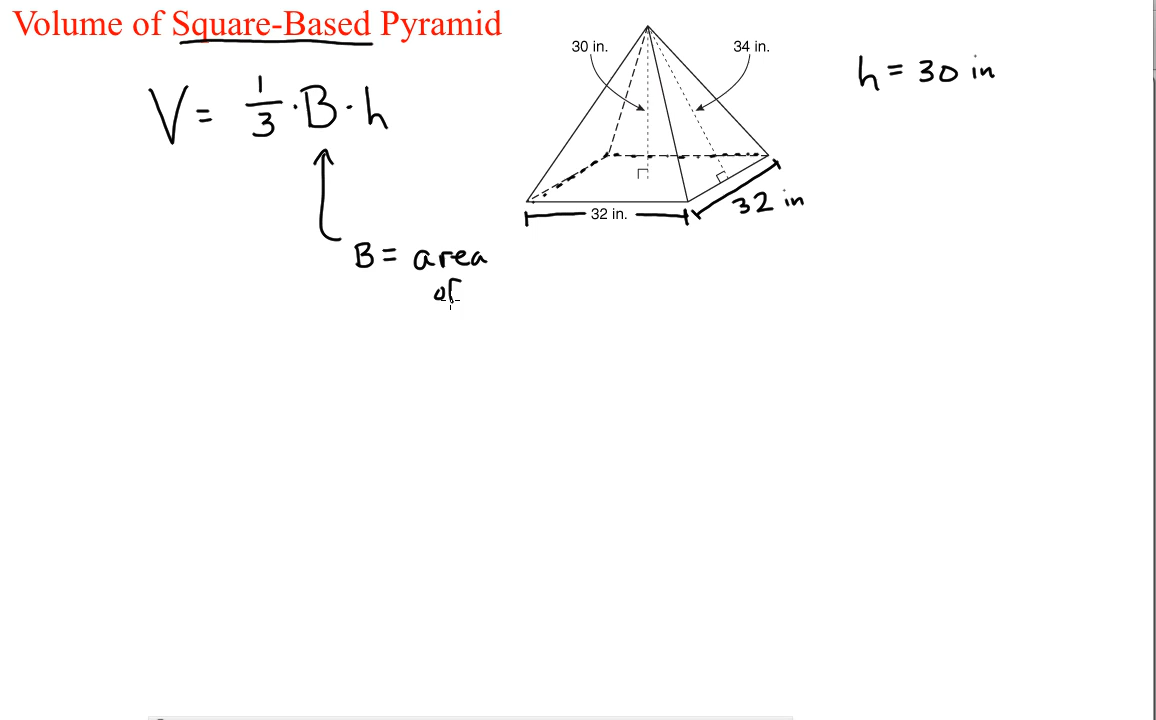 Volume of Square-Based Pyramid
V = 1/3 · B · h
B = area
of
30 in.
34 in.
32 in.
32 in
h = 30 in